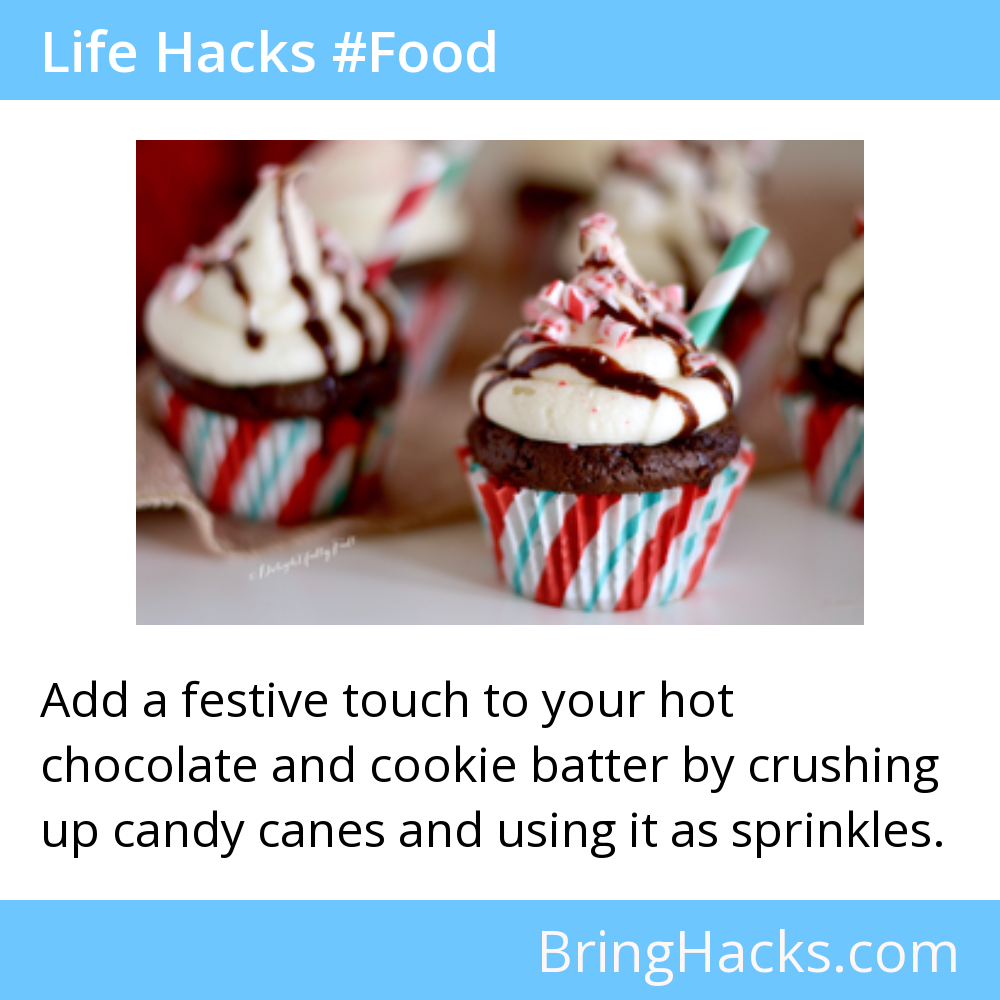 Life Hacks #Food
Add a festive touch to your hot
chocolate and cookie batter by crushing
up candy canes and using it as sprinkles.
BringHacks.com